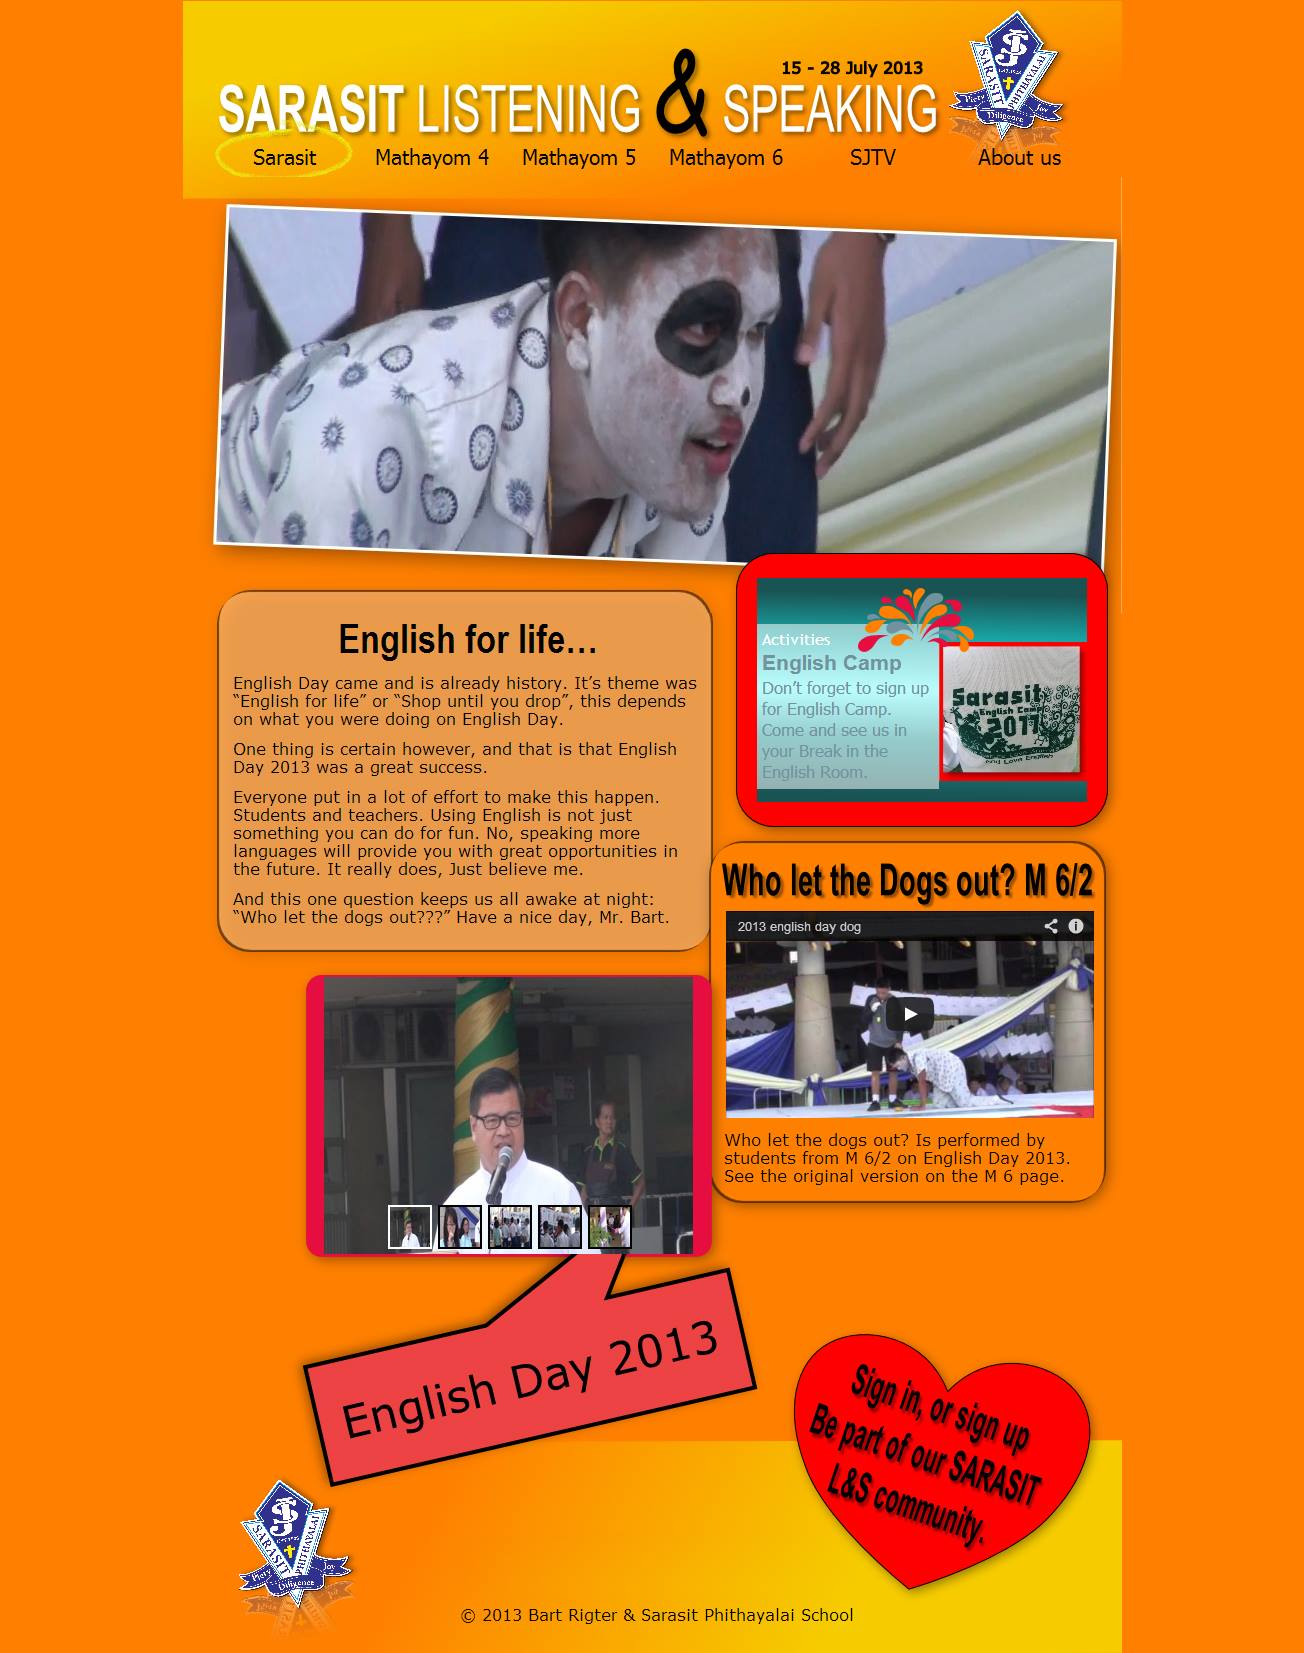 15 - 28 July 2013
SARASIT LISTENING & SPEAKING
SARASIT PHITHAYALAI
Piety Diligence Joy
Sarasit Mathayom 4 Mathayom 5 Mathayom 6 SJTV About us
English for life...
English Day came and is already history. It’s theme was
“English for life” or “Shop until you drop”, this depends
on what you were doing on English Day.
One thing is certain however, and that is that English
Day 2013 was a great success.
Everyone put in a lot of effort to make this happen.
Students and teachers. Using English is not just
something you can do for fun. No, speaking more
languages will provide you with great opportunities in
the future. It really does, Just believe me.
And this one question keeps us all awake at night:
“Who let the dogs out???” Have a nice day, Mr. Bart.
Activities
English Camp
Don’t forget to sign up
for English Camp.
Come and see us in
your Break in the
English Room.
Sarasit
English Camp
2011
and Love English
Who let the Dogs out? M 6/2
2013 english day dog
Who let the dogs out? Is performed by
students from M 6/2 on English Day 2013.
See the original version on the M 6 page.
English Day 2013
Sign in, or sign up
Be part of our SARASIT
L&S community.
SARASIT PHITHAYALAI
Piety Diligence Joy
© 2013 Bart Rigter & Sarasit Phithayalai School